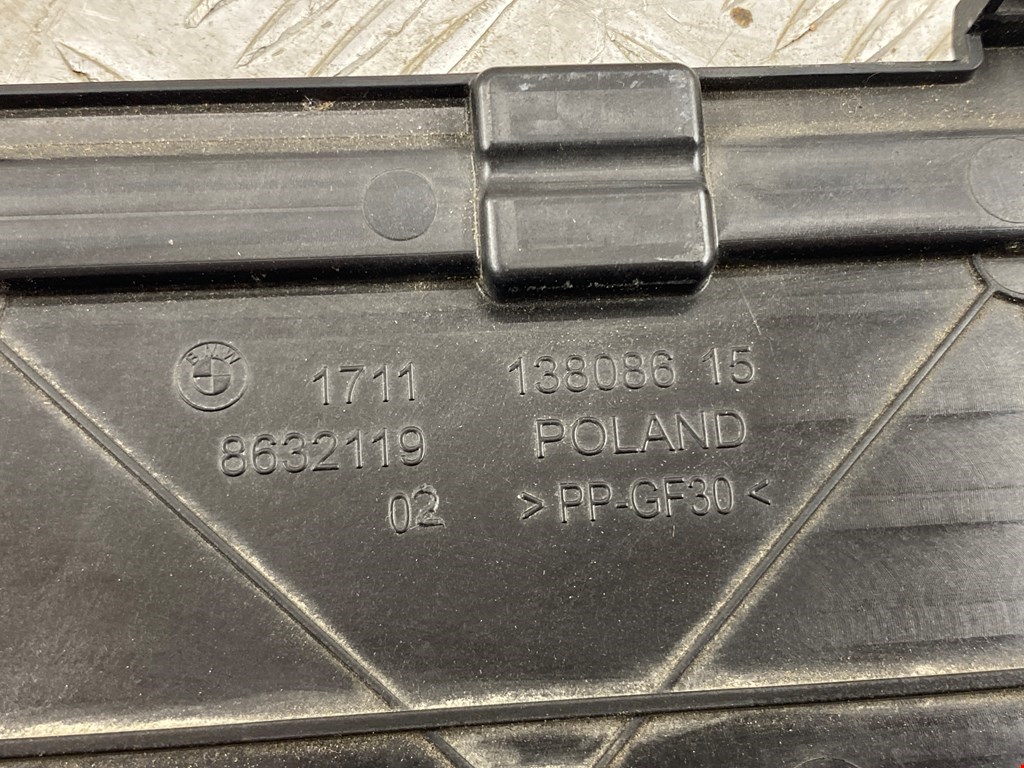 BMW
1711 138086 15
8632119 POLAND
02 > PP-GF30 <